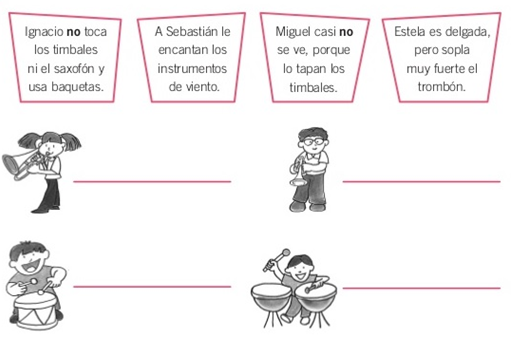 Ignacio no toca
los timbales
ni el saxofón y
usa baquetas.
A Sebastián le
encantan los
instrumentos
de viento.
Miguel casi no
se ve, porque
lo tapan los
timbales.
Estela es delgada,
pero sopla
muy fuerte el
trombón.